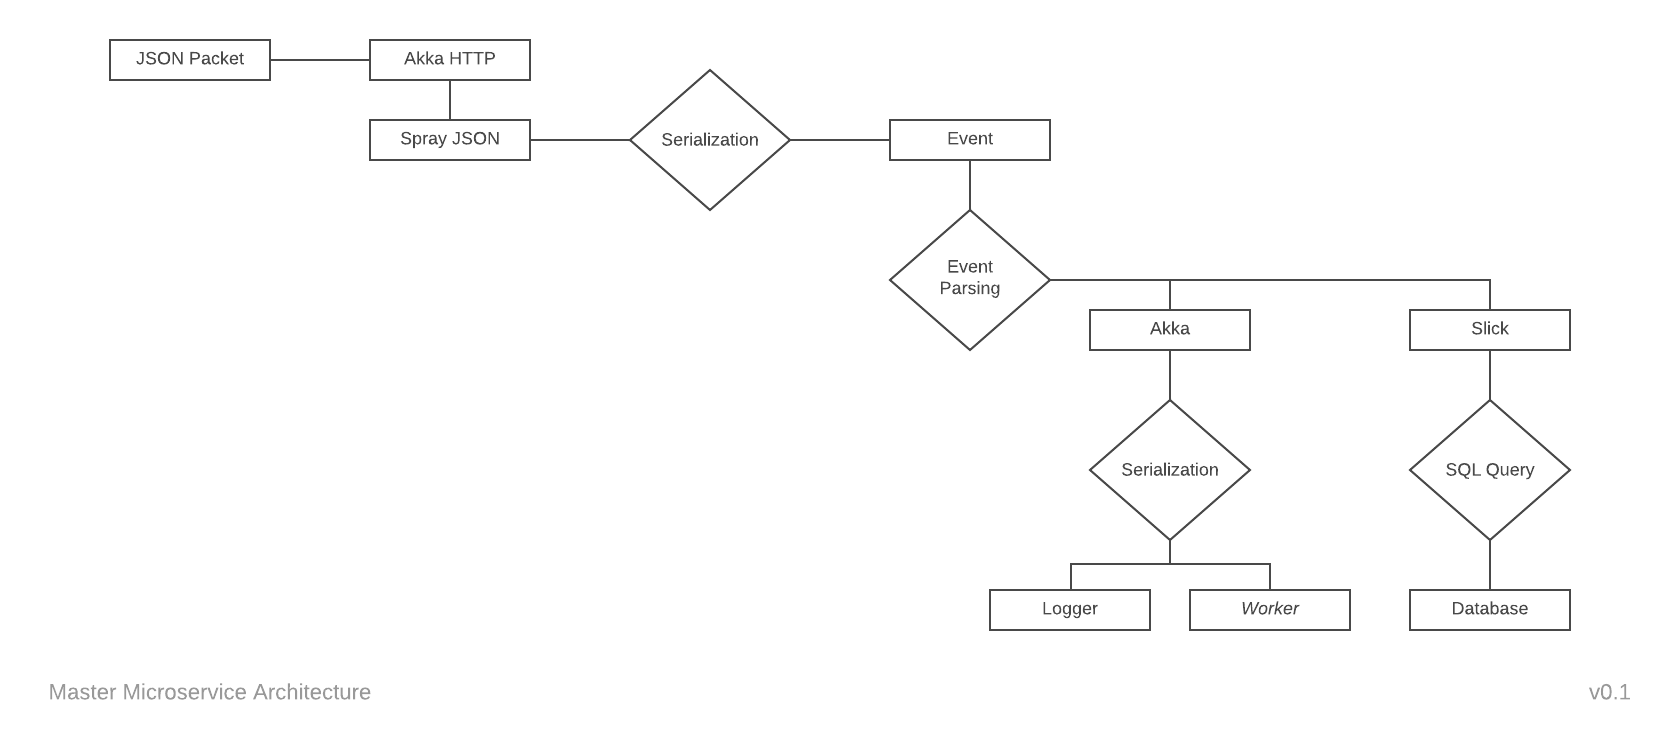 JSON Packet
Akka HTTP
Spray JSON
Serialization
Event
Event
Parsing
Akka
Slick
Serialization
SQL Query
Logger
Worker
Database
Master Microservice Architecture
v0.1